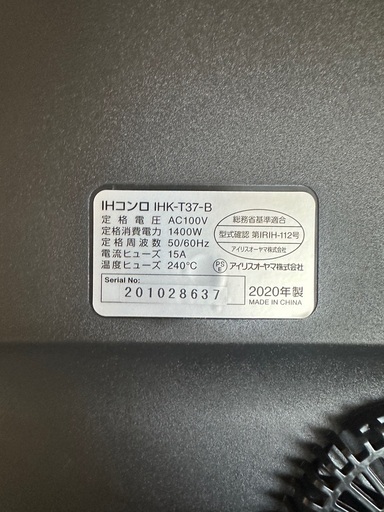 IHコンロ IHK-T37-B
定格電圧 AC100V
定格消費電力 1400W
定格周波数 50/60Hz
電流ヒューズ 15A
温度ヒューズ 240℃
総務省基準適合
型式確認 第IRIH-112号
アイリスオーヤマ株式会社
PS E アイリスオーヤマ株式会社
Serial No:
201028637
2020年製
MADE IN CHINA